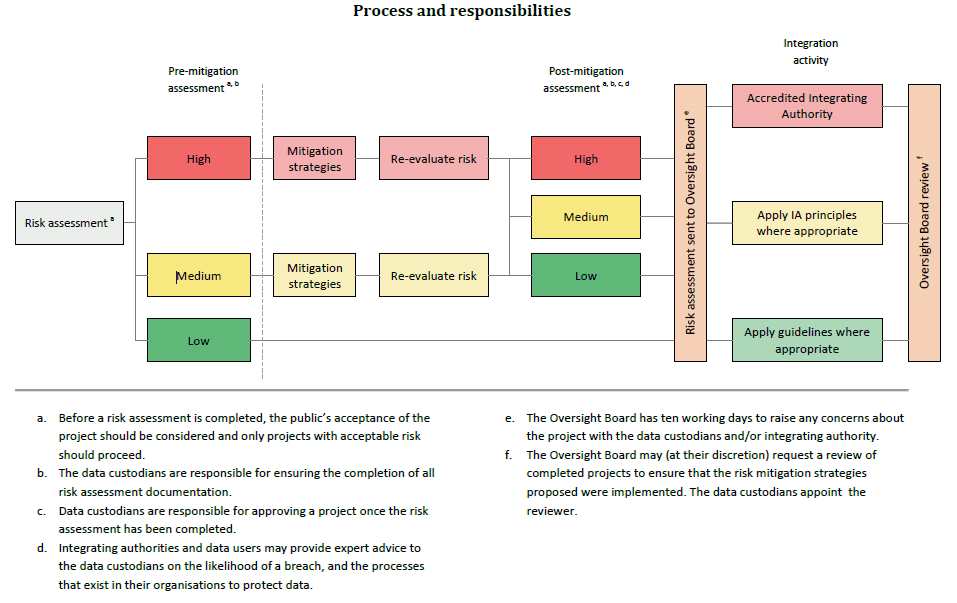 Process and responsibilities
Integration
activity
Pre-mitigation
assessment a, b
Post-mitigation
assessment a, b, c, d
Accredited Integrating
Authority
High
Mitigation
strategies
Re-evaluate risk
High
Risk assessment a
Medium
Apply IA principles
where appropriate
Risk assessment sent to Oversight Board e
Oversight Board review f
Medium
Mitigation
strategies
Re-evaluate risk
Low
Low
Apply guidelines where
appropriate
a. Before a risk assessment is completed, the public's acceptance of the
project should be considered and only projects with acceptable risk
should proceed.
b. The data custodians are responsible for ensuring the completion of all
risk assessment documentation.
c. Data custodians are responsible for approving a project once the risk
assessment has been completed.
d. Integrating authorities and data users may provide expert advice to
the data custodians on the likelihood of a breach, and the processes
that exist in their organisations to protect data.
e. The Oversight Board has ten working days to raise any concerns about
the project with the data custodians and/or integrating authority.
f. The Oversight Board may (at their discretion) request a review of
completed projects to ensure that the risk mitigation strategies
proposed were implemented. The data custodians appoint the
reviewer.